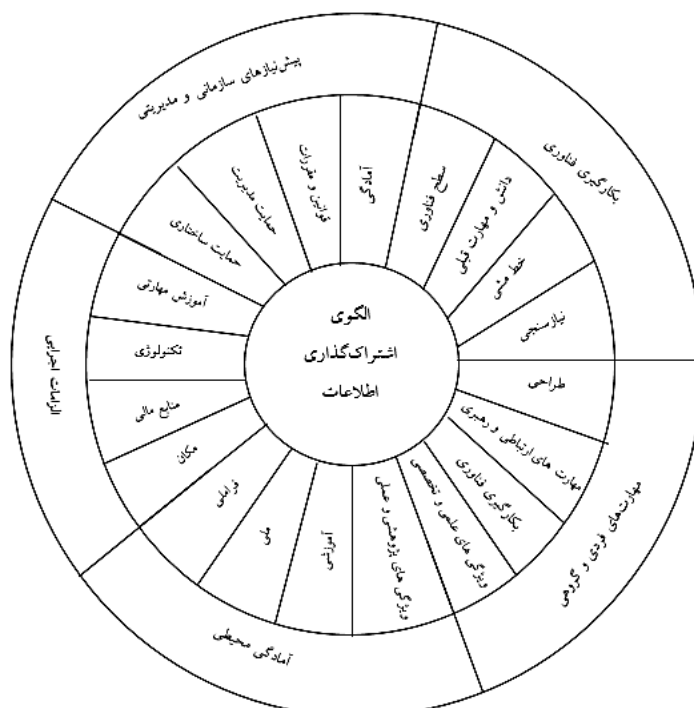 پیش‌نیازهای سازمانی و مدیریتی
بکارگیری فناوری
مهارت‌های فردی و گروهی
آمادگی محیطی
الزامات اجرایی
آمادگی
قوانین و مقررات
حمایت مدیریت
حمایت ساختاری
سطح فناوری
دانش و مهارت قبلی
خط مشی
نیازسنجی
طراحی
مهارت های ارتباطی و رهبری
بکارگیری فناوری
ویژگی های علمی و تخصصی
ویژگی های پژوهشی و عملی
آموزشی
ملی
فراملی
مکان
منابع مالی
تکنولوژی
آموزش مهارتی
الگوی
اشتراک‌گذاری
اطلاعات